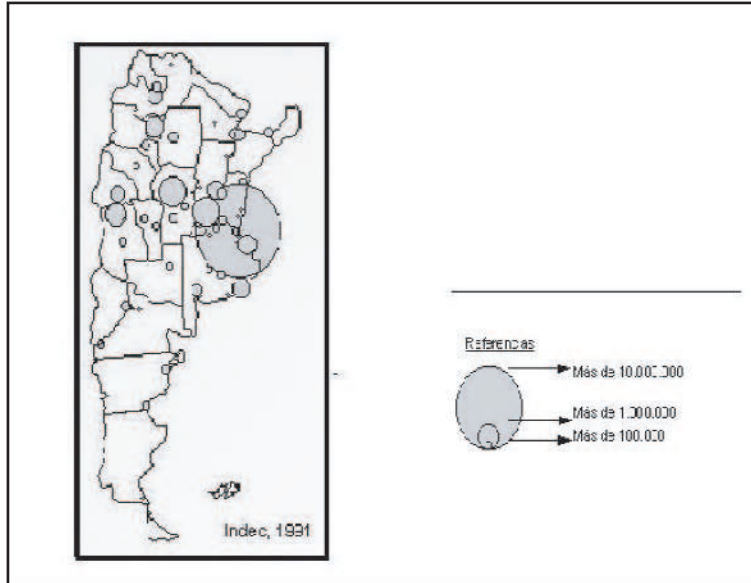 Indec, 1991
Referencias
Más de 10.000.000
Más de 1.000.000
Más de 100.000